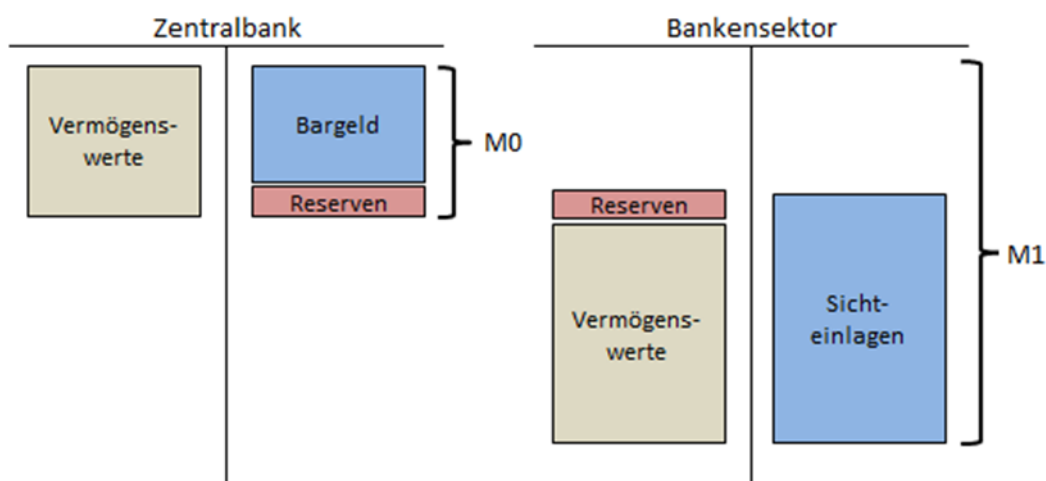 Zentralbank
Vermögens-
werte
Bargeld
Reserven
M0
Bankensektor
Reserven
Vermögens-
werte
Sicht-
einlagen
M1